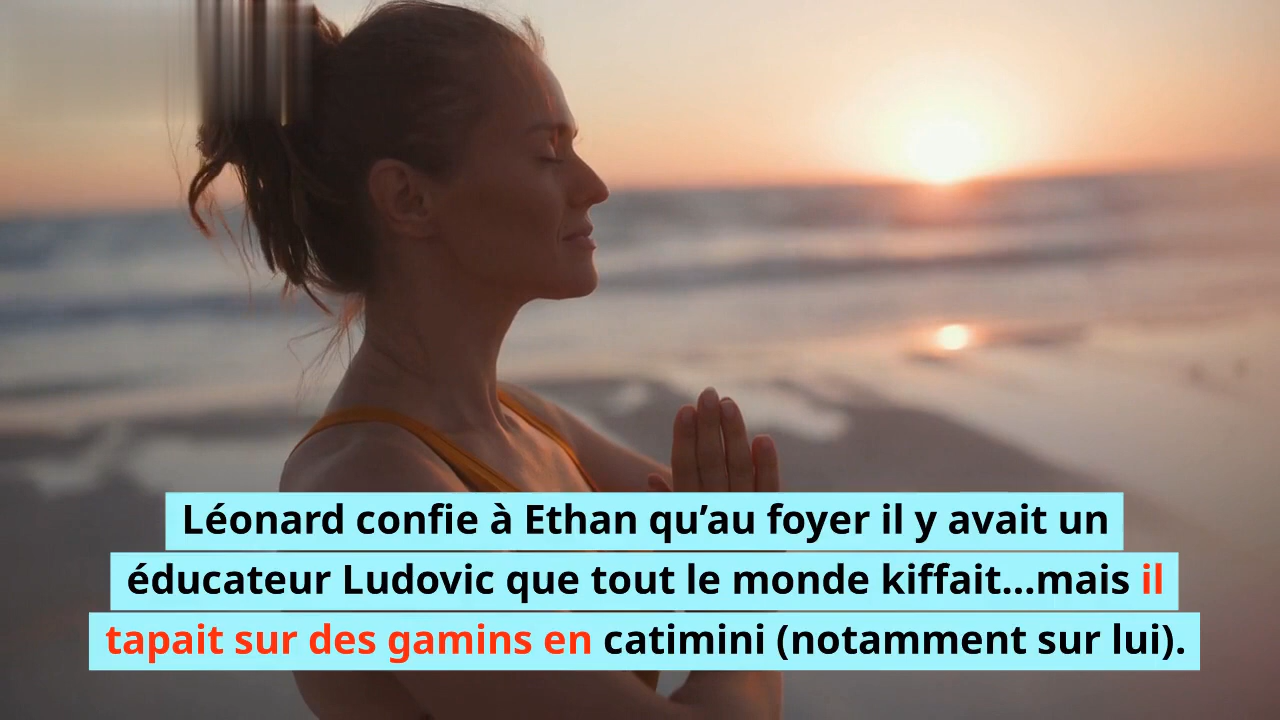 Léonard confie à Ethan qu’au foyer il y avait un
éducateur Ludovic que tout le monde kiffait...mais il
tapait sur des gamins en catimini (notamment sur lui).